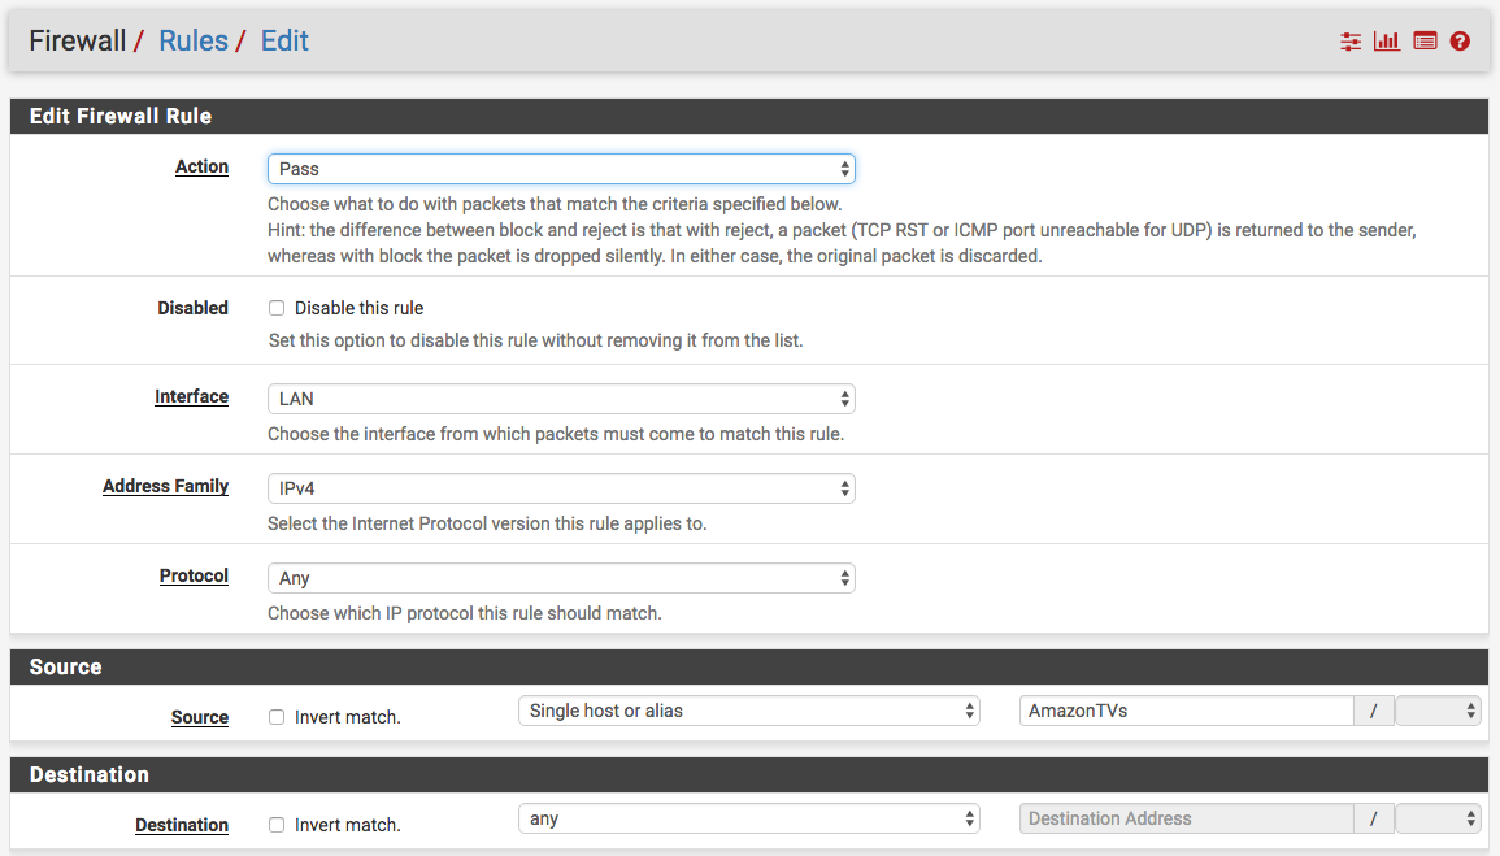 Firewall / Rules / Edit
Edit Firewall Rule
Action
Pass
Choose what to do with packets that match the criteria specified below.
Hint: the difference between block and reject is that with reject, a packet (TCP RST or ICMP port unreachable for UDP) is returned to the sender,
whereas with block the packet is dropped silently. In either case, the original packet is discarded.
Disabled
Disable this rule
Set this option to disable this rule without removing it from the list.
Interface
LAN
Choose the interface from which packets must come to match this rule.
Address Family
IPv4
Select the Internet Protocol version this rule applies to.
Protocol
Any
Choose which IP protocol this rule should match.
Source
Source
Invert match.
Single host or alias
AmazonTVs
/
Destination
Destination
Invert match.
any
Destination Address
/